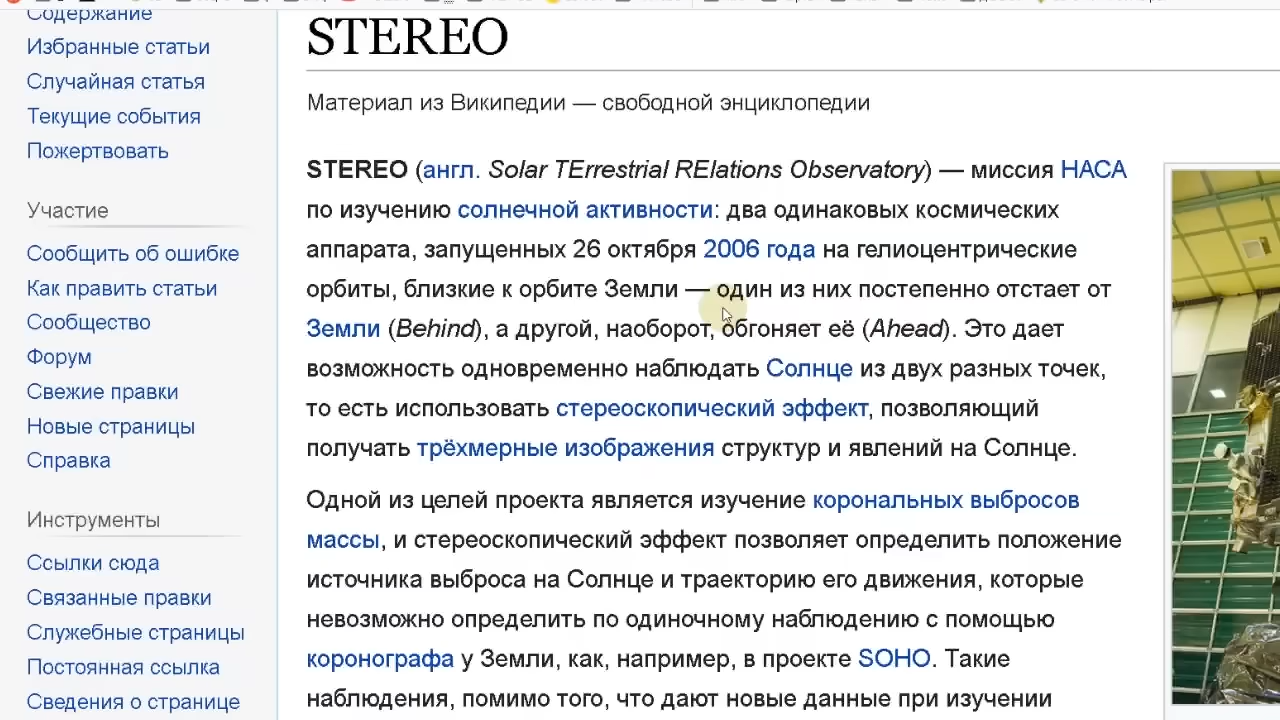 Содержание
Избранные статьи
Случайная статья
Текущие события
Пожертвовать
Участие
Сообщить об ошибке
Как править статьи
Сообщество
Форум
Свежие правки
Новые страницы
Справка
Инструменты
Ссылки сюда
Связанные правки
Служебные страницы
Постоянная ссылка
Сведения о странице
STEREO
Материал из Википедии — свободной энциклопедии
STEREO (англ. Solar TErrestrial RElations Observatory) — миссия НАСА
по изучению солнечной активности: два одинаковых космических
аппарата, запущенных 26 октября 2006 года на гелиоцентрические
орбиты, близкие к орбите Земли — один из них постепенно отстает от
Земли (Behind), а другой, наоборот, обгоняет её (Ahead). Это дает
возможность одновременно наблюдать Солнце из двух разных точек,
то есть использовать стереоскопический эффект, позволяющий
получать трёхмерные изображения структур и явлений на Солнце.
Одной из целей проекта является изучение корональных выбросов
массы, и стереоскопический эффект позволяет определить положение
источника выброса на Солнце и траекторию его движения, которые
невозможно определить по одиночному наблюдению с помощью
коронографа у Земли, как, например, в проекте SOHO. Такие
наблюдения, помимо того, что дают новые данные при изучении